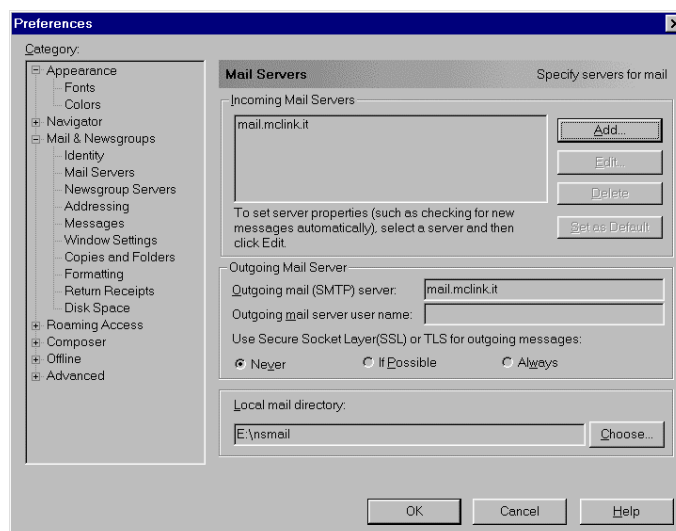 Preferences
Category:
Appearance
Fonts
Colors
Navigator
Mail & Newsgroups
Identity
Mail Servers
Newsgroup Servers
Addressing
Messages
Window Settings
Copies and Folders
Formatting
Return Receipts
Disk Space
Roaming Access
Composer
Offline
Advanced
Mail Servers
Specify servers for mail
Incoming Mail Servers
mail.mclink.it
Add...
Edit...
Delete
Set as Default
To set server properties (such as checking for new
messages automatically), select a server and then
click Edit.
Outgoing Mail Server
Outgoing mail (SMTP) server:
mail.mclink.it
Outgoing mail server user name:
Use Secure Socket Layer(SSL) or TLS for outgoing messages:
Never
If Possible
Always
Local mail directory:
E:\nsmail
Choose...
OK
Cancel
Help